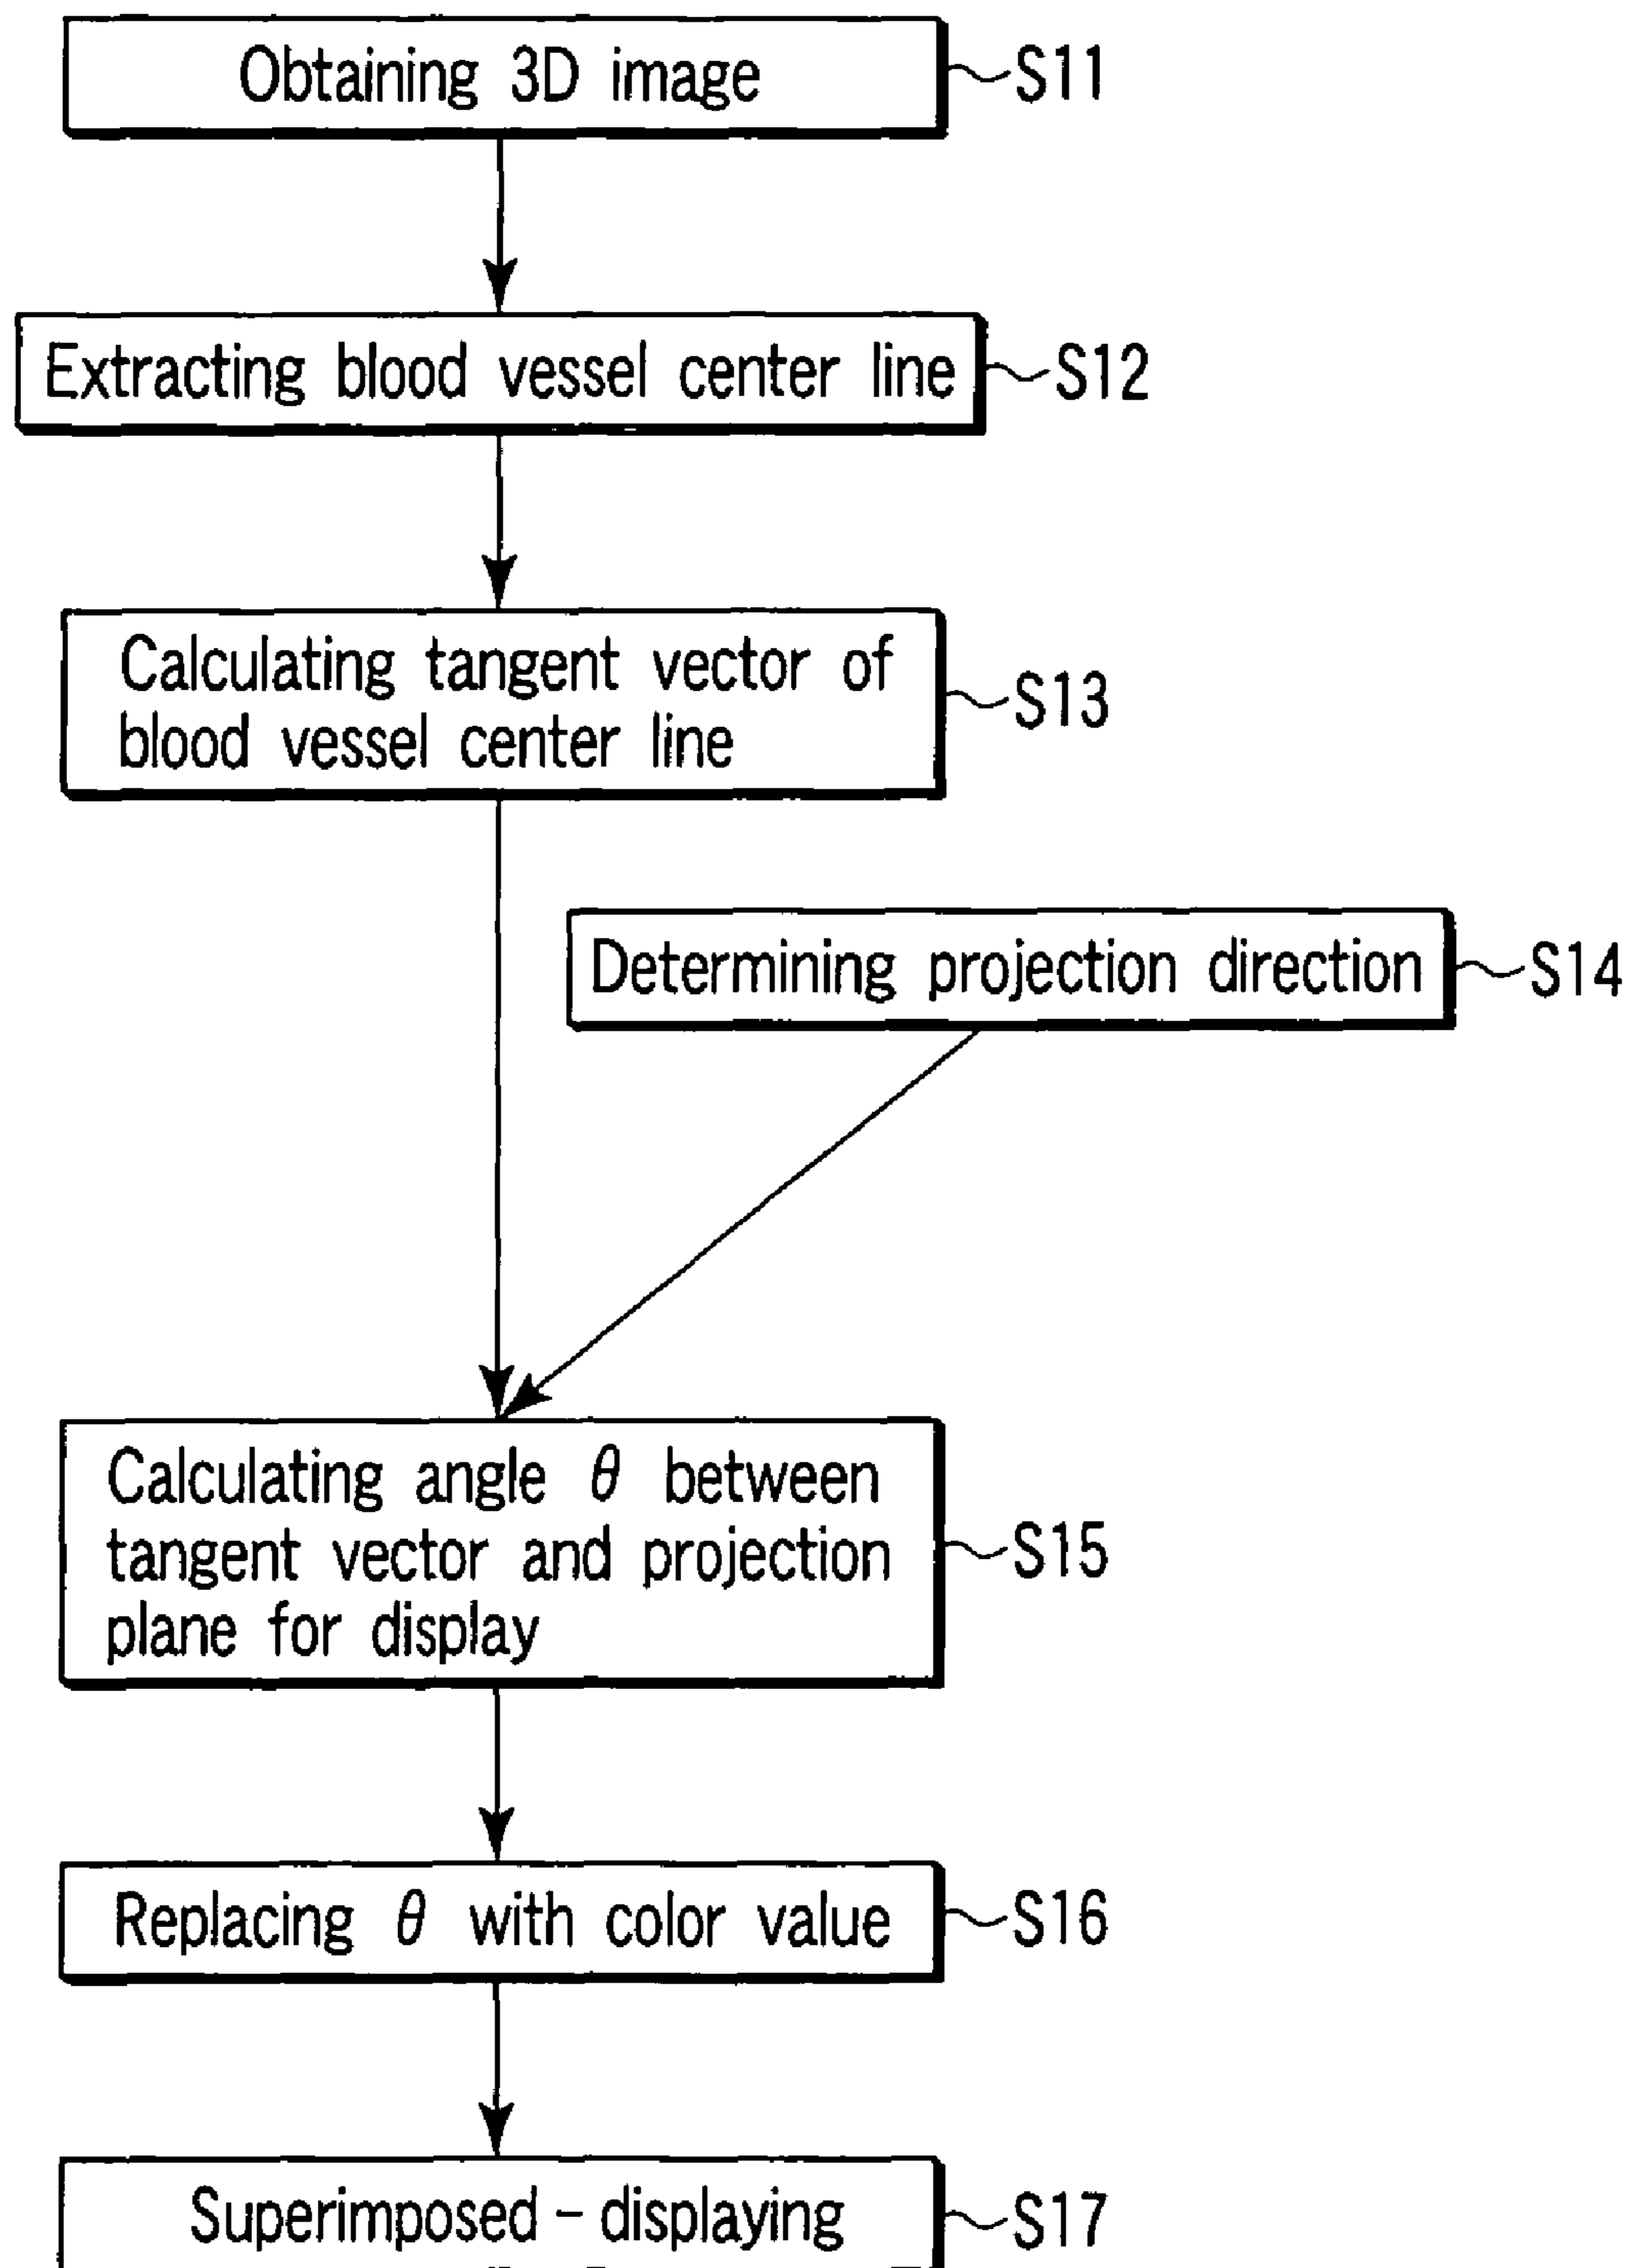 Obtaining 3D image
S11
Extracting blood vessel center line
S12
Calculating tangent vector of
blood vessel center line
S13
Determining projection direction
S14
Calculating angle θ between
tangent vector and projection
plane for display
S15
Replacing θ with color value
S16
Superimposed-displaying
S17